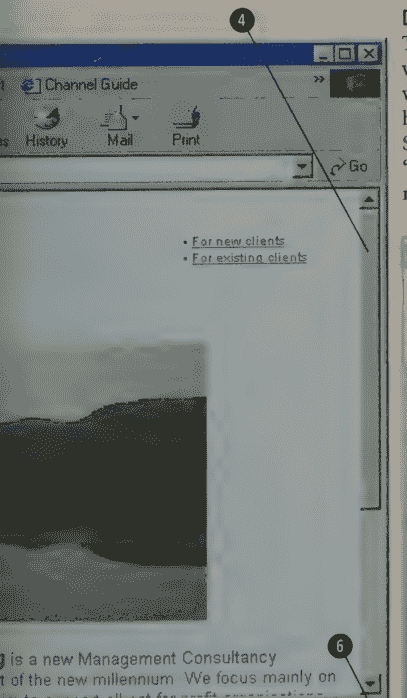 4
Channel Guide
»
History
Mail
Print
Go
• For new clients
• For existing clients
is a new Management Consultancy
of the new millennium. We focus mainly on
6